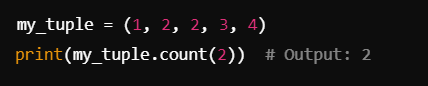 my_tuple = (1, 2, 2, 3, 4)
print(my_tuple.count(2))  # Output: 2